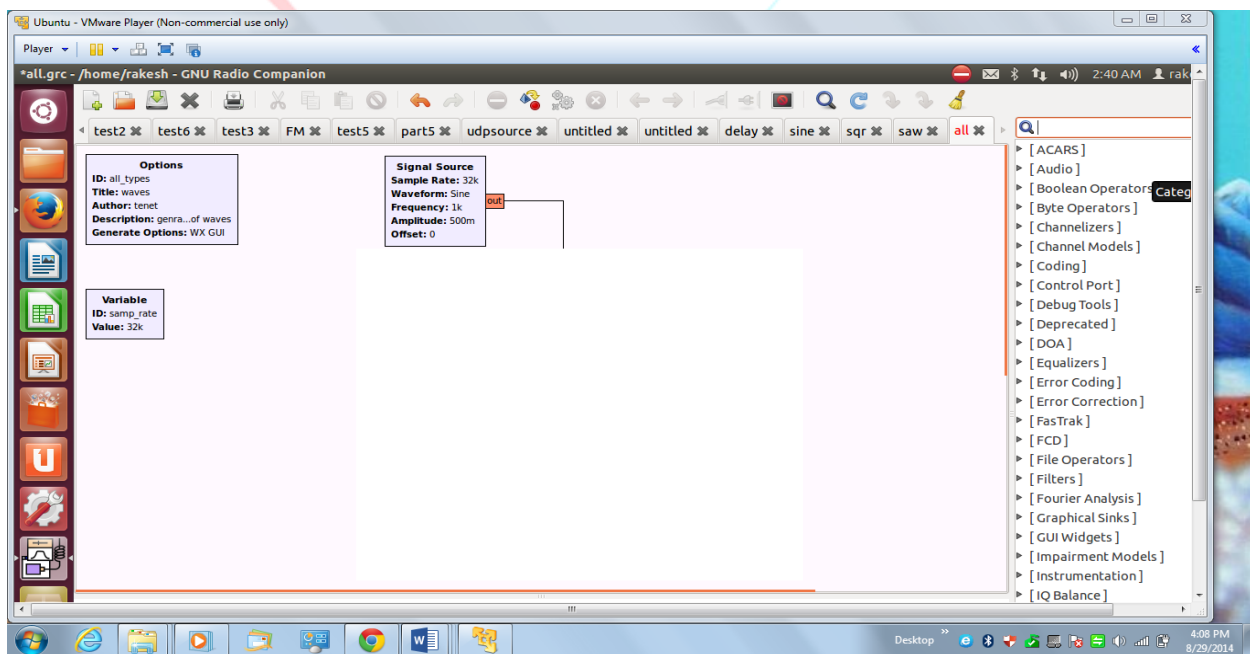 Ubuntu - VMware Player (Non-commercial use only)
Player
*all.grc - /home/rakesh - GNU Radio Companion
2:40 AM rak
test2 test6 test3 FM test5 part5 udpsource untitled untitled delay sine sqr saw all
Options
ID: all_types
Title: waves
Author: tenet
Description: genra...of waves
Generate Options: WX GUI
Signal Source
Sample Rate: 32k
Waveform: Sine
Frequency: 1k
Amplitude: 500m
Offset: 0
out
Variable
ID: samp_rate
Value: 32k
[ ACARS ]
[ Audio ]
[ Boolean Operators
Categ
[ Byte Operators ]
[ Channelizers ]
[ Channel Models ]
[ Coding ]
[ Control Port ]
[ Debug Tools ]
[ Deprecated ]
[ DOA ]
[ Equalizers ]
[ Error Coding ]
[ Error Correction ]
[ FasTrak ]
[ FCD ]
[ File Operators ]
[ Filters ]
[ Fourier Analysis ]
[ Graphical Sinks ]
[ GUI Widgets ]
[ Impairment Models ]
[ Instrumentation ]
[ IQ Balance ]
Desktop
4:08 PM
8/29/2014